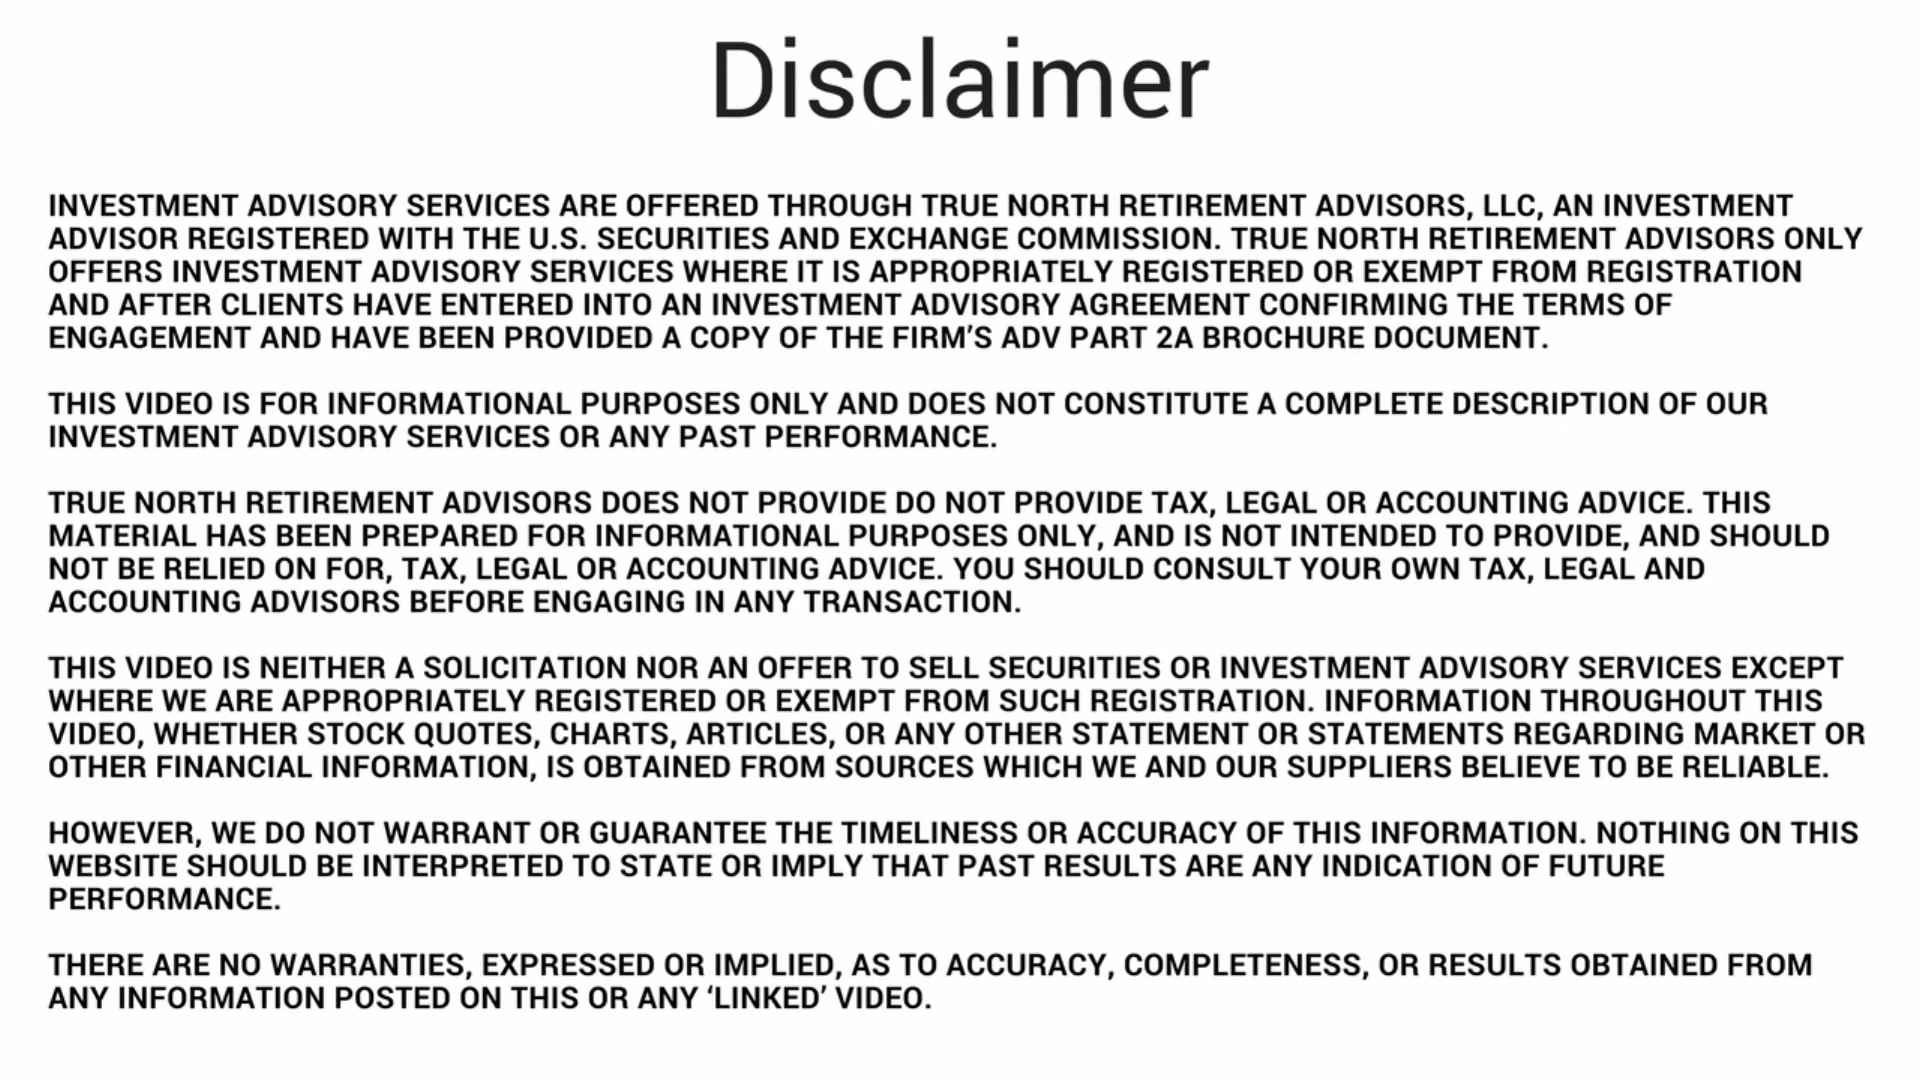 Disclaimer
INVESTMENT ADVISORY SERVICES ARE OFFERED THROUGH TRUE NORTH RETIREMENT ADVISORS, LLC, AN INVESTMENT
ADVISOR REGISTERED WITH THE U.S. SECURITIES AND EXCHANGE COMMISSION. TRUE NORTH RETIREMENT ADVISORS ONLY
OFFERS INVESTMENT ADVISORY SERVICES WHERE IT IS APPROPRIATELY REGISTERED OR EXEMPT FROM REGISTRATION
AND AFTER CLIENTS HAVE ENTERED INTO AN INVESTMENT ADVISORY AGREEMENT CONFIRMING THE TERMS OF
ENGAGEMENT AND HAVE BEEN PROVIDED A COPY OF THE FIRM'S ADV PART 2A BROCHURE DOCUMENT.
THIS VIDEO IS FOR INFORMATIONAL PURPOSES ONLY AND DOES NOT CONSTITUTE A COMPLETE DESCRIPTION OF OUR
INVESTMENT ADVISORY SERVICES OR ANY PAST PERFORMANCE.
TRUE NORTH RETIREMENT ADVISORS DOES NOT PROVIDE DO NOT PROVIDE TAX, LEGAL OR ACCOUNTING ADVICE. THIS
MATERIAL HAS BEEN PREPARED FOR INFORMATIONAL PURPOSES ONLY, AND IS NOT INTENDED TO PROVIDE, AND SHOULD
NOT BE RELIED ON FOR, TAX, LEGAL OR ACCOUNTING ADVICE. YOU SHOULD CONSULT YOUR OWN TAX, LEGAL AND
ACCOUNTING ADVISORS BEFORE ENGAGING IN ANY TRANSACTION.
THIS VIDEO IS NEITHER A SOLICITATION NOR AN OFFER TO SELL SECURITIES OR INVESTMENT ADVISORY SERVICES EXCEPT
WHERE WE ARE APPROPRIATELY REGISTERED OR EXEMPT FROM SUCH REGISTRATION. INFORMATION THROUGHOUT THIS
VIDEO, WHETHER STOCK QUOTES, CHARTS, ARTICLES, OR ANY OTHER STATEMENT OR STATEMENTS REGARDING MARKET OR
OTHER FINANCIAL INFORMATION, IS OBTAINED FROM SOURCES WHICH WE AND OUR SUPPLIERS BELIEVE TO BE RELIABLE.
HOWEVER, WE DO NOT WARRANT OR GUARANTEE THE TIMELINESS OR ACCURACY OF THIS INFORMATION. NOTHING ON THIS
WEBSITE SHOULD BE INTERPRETED TO STATE OR IMPLY THAT PAST RESULTS ARE ANY INDICATION OF FUTURE
PERFORMANCE.
THERE ARE NO WARRANTIES, EXPRESSED OR IMPLIED, AS TO ACCURACY, COMPLETENESS, OR RESULTS OBTAINED FROM
ANY INFORMATION POSTED ON THIS OR ANY ‘LINKED’ VIDEO.